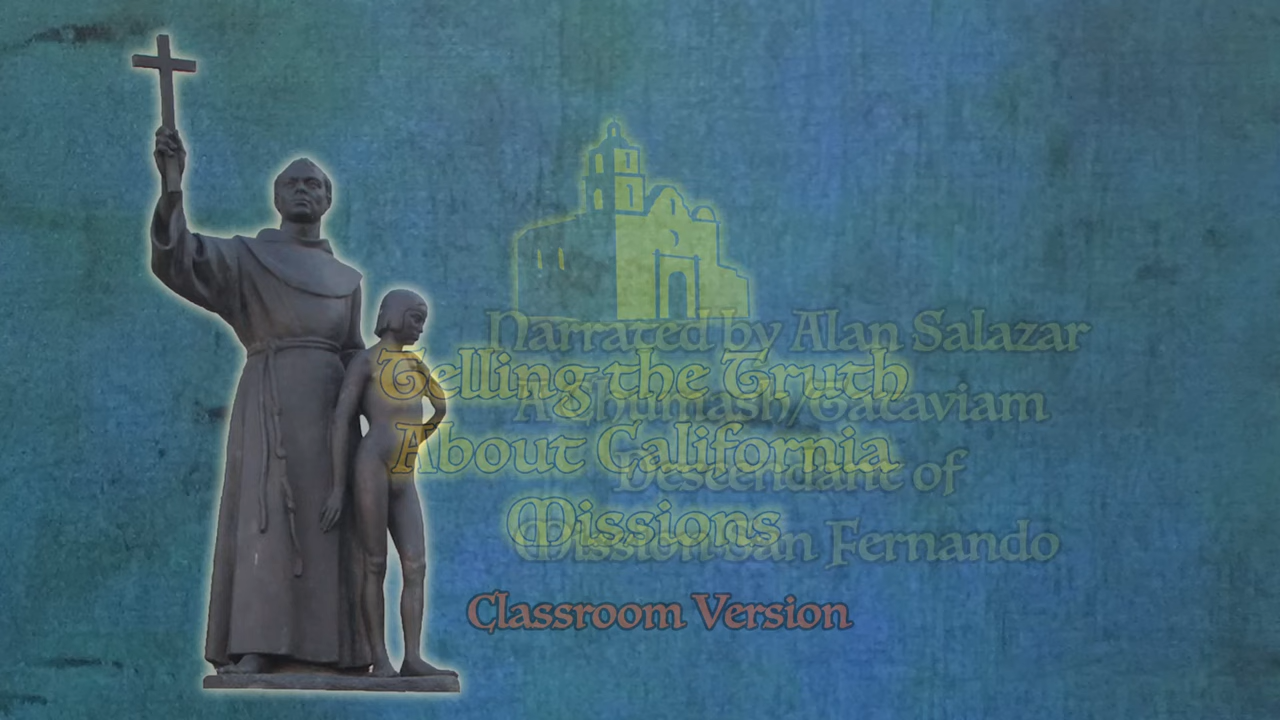 Narrated by Alan Salazar
Telling the Truth
A Chumash/Tataviam
About California
Descendant of
Missions
Mission San Fernando
Classroom Version